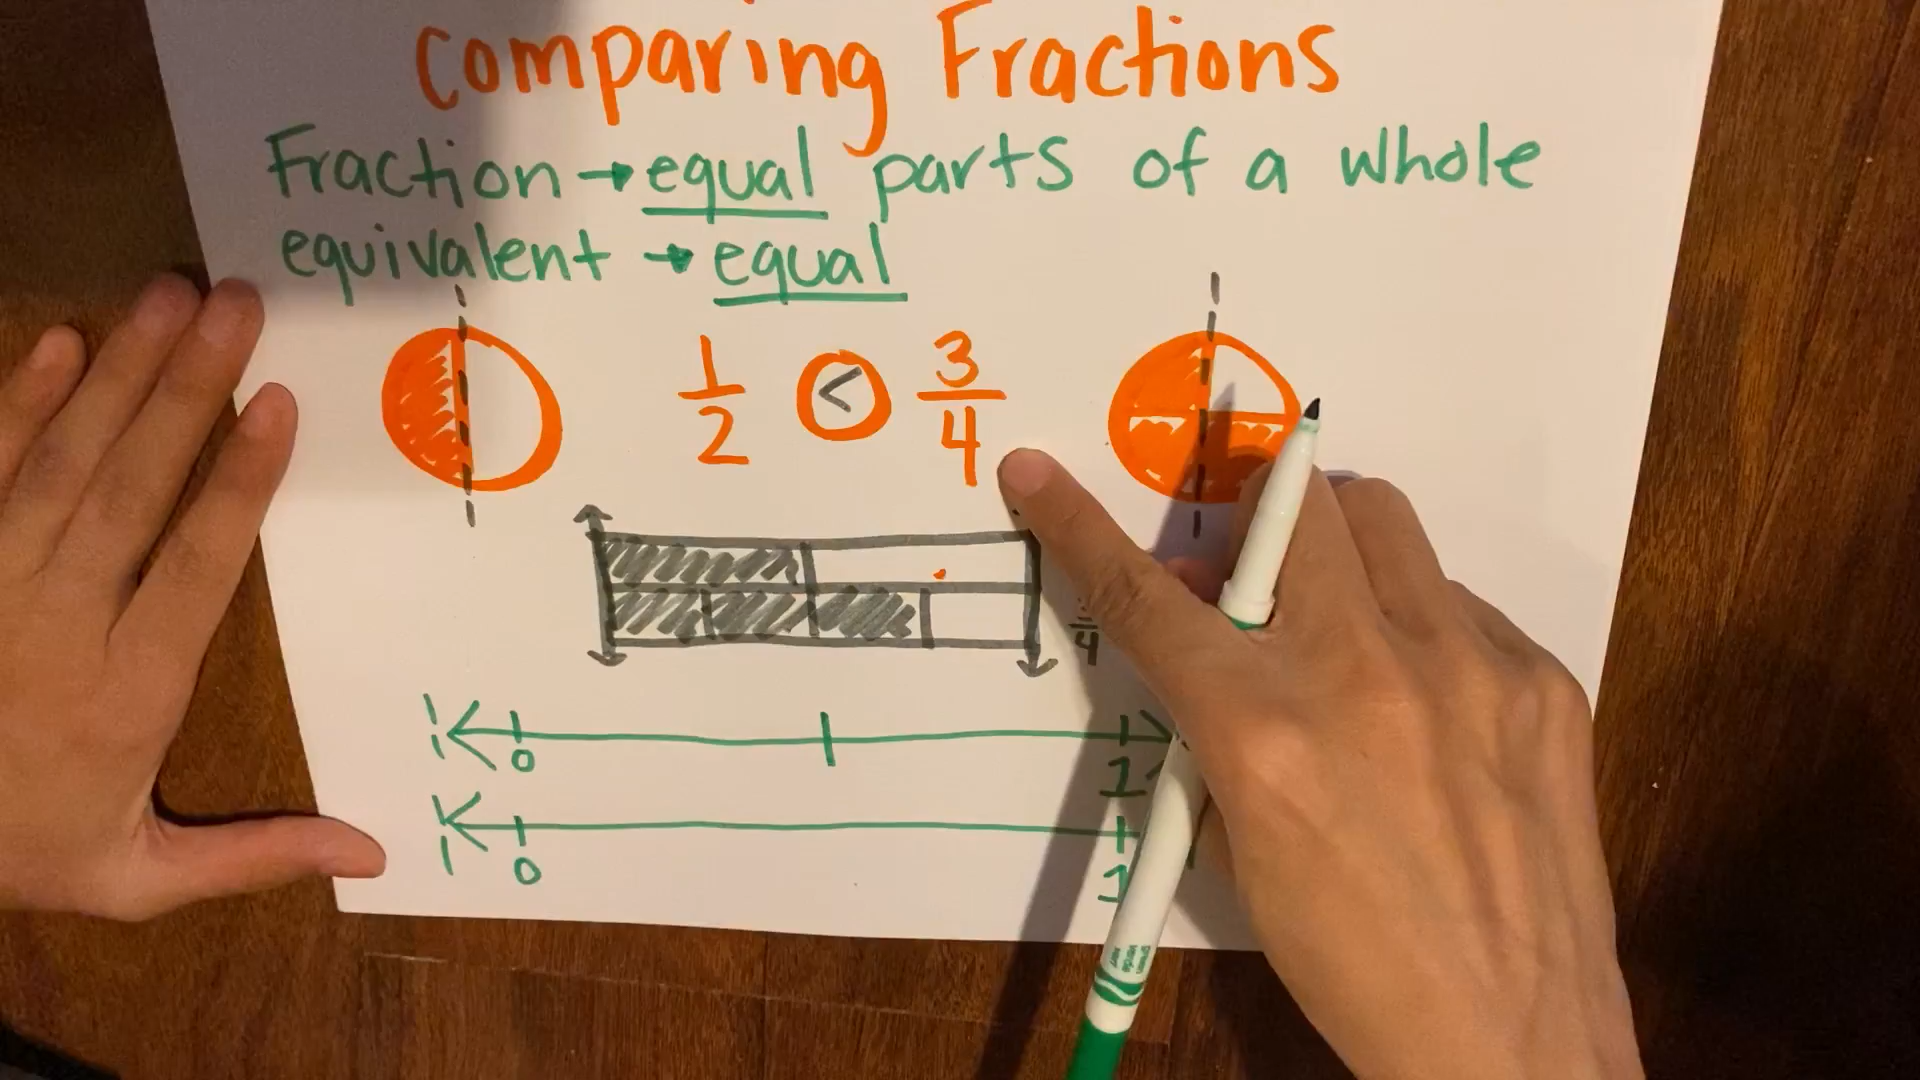 Comparing Fractions
Fraction → equal parts of a whole
equivalent → equal
1/2 < 3/4
0 1
0 1